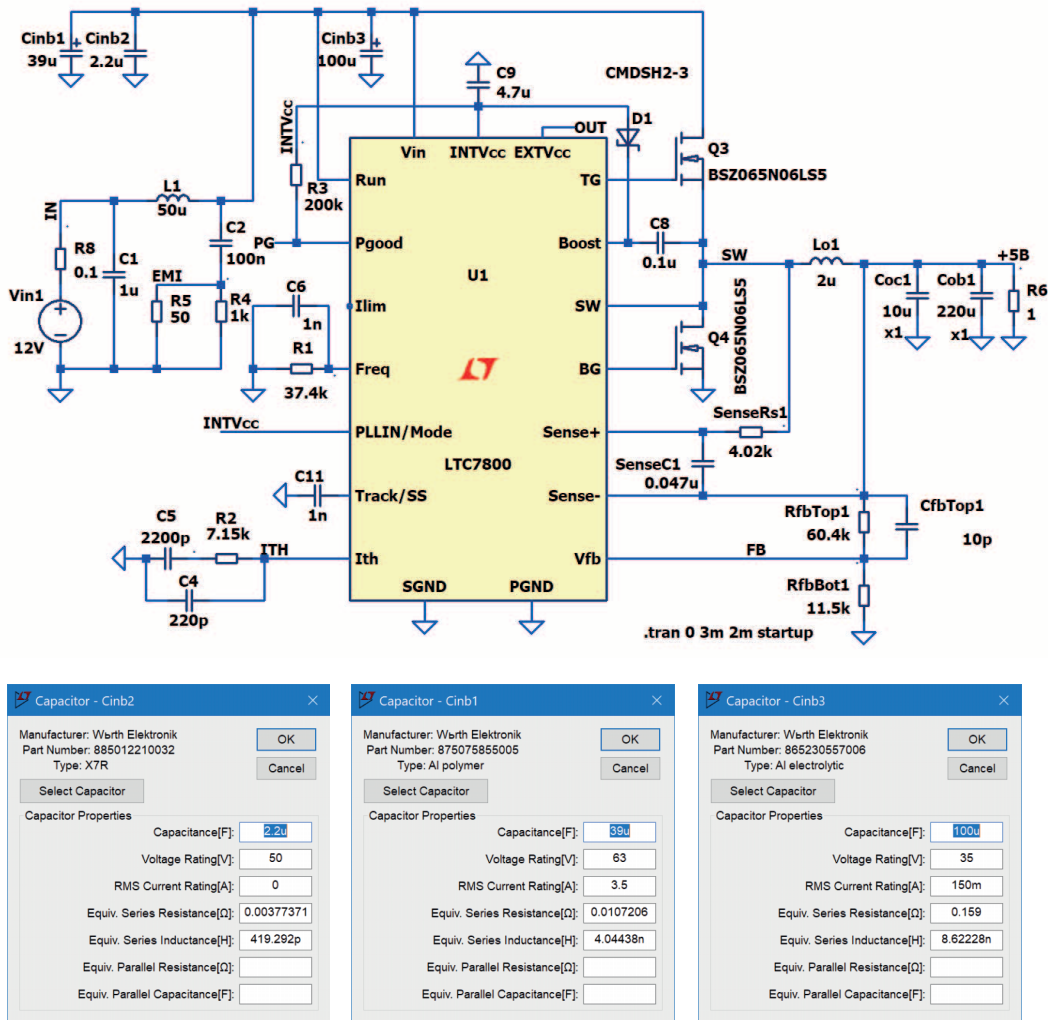 Cinb1
39u
Cinb2
2.2u
Cinb3
100u
C9
4.7u
CMDSH2-3
INTVcc
OUT
D1
Vin
INTVcc
EXTVcc
Q3
BSZ065N06LS5
Run
TG
IN
L1
50u
R3
200k
C2
100n
PG
Pgood
Boost
C8
0.1u
SW
Lo1
2u
+5B
R8
0.1
C1
1u
EMI
U1
R5
50
R4
1k
C6
1n
Ilim
SW
Coc1
10u
x1
Cob1
220u
x1
R6
1
Vin1
12V
Q4
BSZ065N06LS5
R1
37.4k
Freq
BG
INTVcc
PLLIN/Mode
Sense+
SenseRs1
4.02k
LTC7800
SenseC1
0.047u
C11
1n
Track/SS
Sense-
RfbTop1
60.4k
CfbTop1
10p
C5
2200p
R2
7.15k
ITH
Ith
Vfb
FB
C4
220p
SGND
PGND
RfbBot1
11.5k
.tran 0 3m 2m startup
Capacitor - Cinb2
Manufacturer: Wьrth Elektronik
Part Number: 885012210032
Type: X7R
OK
Cancel
Select Capacitor
Capacitor Properties
Capacitance[F]: 2.2u
Voltage Rating[V]: 50
RMS Current Rating[A]: 0
Equiv. Series Resistance[Ω]: 0.00377371
Equiv. Series Inductance[H]: 419.292p
Equiv. Parallel Resistance[Ω]:
Equiv. Parallel Capacitance[F]:
Capacitor - Cinb1
Manufacturer: Wьrth Elektronik
Part Number: 875075855005
Type: Al polymer
OK
Cancel
Select Capacitor
Capacitor Properties
Capacitance[F]: 39u
Voltage Rating[V]: 63
RMS Current Rating[A]: 3.5
Equiv. Series Resistance[Ω]: 0.0107206
Equiv. Series Inductance[H]: 4.04438n
Equiv. Parallel Resistance[Ω]:
Equiv. Parallel Capacitance[F]:
Capacitor - Cinb3
Manufacturer: Wьrth Elektronik
Part Number: 865230557006
Type: Al electrolytic
OK
Cancel
Select Capacitor
Capacitor Properties
Capacitance[F]: 100u
Voltage Rating[V]: 35
RMS Current Rating[A]: 150m
Equiv. Series Resistance[Ω]: 0.159
Equiv. Series Inductance[H]: 8.62228n
Equiv. Parallel Resistance[Ω]:
Equiv. Parallel Capacitance[F]: